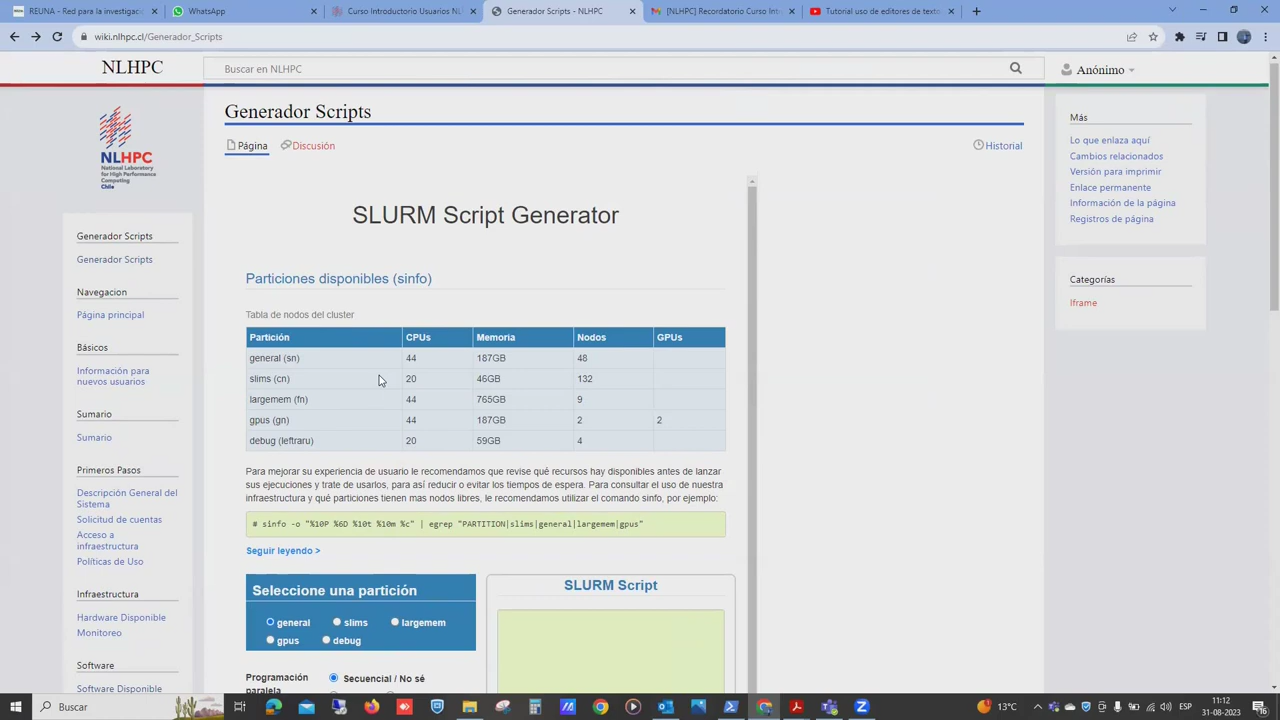 REUNA - Red para la investigac
WhatsApp
Curso Introductorio Usuarios NL
Generador Scripts - NLHPC
[NLHPC] Recordatorio Curso Intro
Tutorial uso de editores de texto
wiki.nlhpc.cl/Generador_Scripts
NLHPC
Buscar en NLHPC
Anónimo
NLHPC
National Laboratory
for High Performance
Computing
Chile
Generador Scripts
Generador Scripts
Navegacion
Página principal
Básicos
Información para
nuevos usuarios
Sumario
Sumario
Primeros Pasos
Descripción General del
Sistema
Solicitud de cuentas
Acceso a
infraestructura
Políticas de Uso
Infraestructura
Hardware Disponible
Monitoreo
Software
Software Disponible
Generador Scripts
Página
Discusión
Historial
SLURM Script Generator
Particiones disponibles (sinfo)
Tabla de nodos del cluster
Partición CPUs Memoria Nodos GPUs
general (sn) 44 187GB 48
slims (cn) 20 46GB 132
largemem (fn) 44 765GB 9
gpus (gn) 44 187GB 2 2
debug (leftraru) 20 59GB 4
Para mejorar su experiencia de usuario le recomendamos que revise qué recursos hay disponibles antes de lanzar
sus ejecuciones y trate de usarlos, para así reducir o evitar los tiempos de espera. Para consultar el uso de nuestra
infraestructura y qué particiones tienen mas nodos libres, le recomendamos utilizar el comando sinfo, por ejemplo:
# sinfo -o "%10P %6D %10t %10m %c" | egrep "PARTITION|slims|general|largemem|gpus"
Seguir leyendo >
Seleccione una partición
general slims largemem
gpus debug
Programación
paralela
Secuencial / No sé
SLURM Script
Más
Lo que enlaza aquí
Cambios relacionados
Versión para imprimir
Enlace permanente
Información de la página
Registros de página
Categorías
Iframe
Buscar
13°C
ESP
11:12
31-08-2023